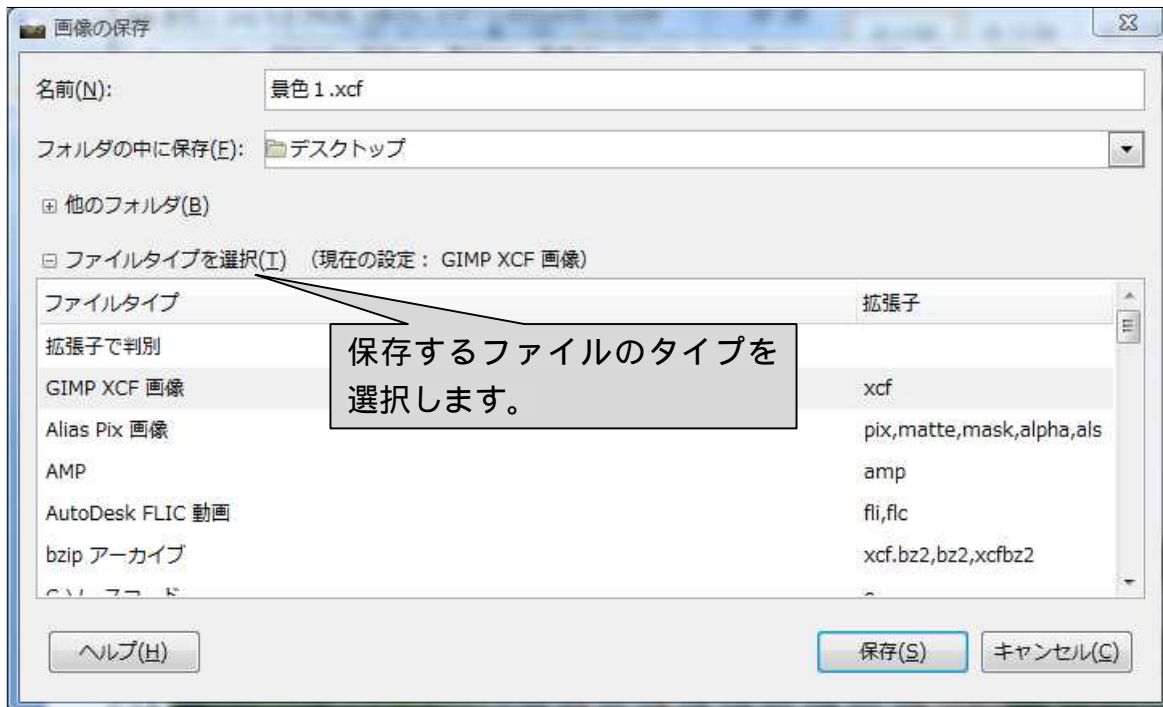 画像の保存
名前(N):
景色１.xcf
フォルダの中に保存(F):
デスクトップ
他のフォルダ(B)
ファイルタイプを選択(T) （現在の設定： GIMP XCF 画像）
ファイルタイプ 拡張子
拡張子で判別
保存するファイルのタイプを
選択します。
GIMP XCF 画像 xcf
Alias Pix 画像 pix,matte,mask,alpha,als
AMP amp
AutoDesk FLIC 動画 fli,flc
bzip アーカイブ xcf.bz2,bz2,xcfbz2
ヘルプ(H) 保存(S) キャンセル(C)